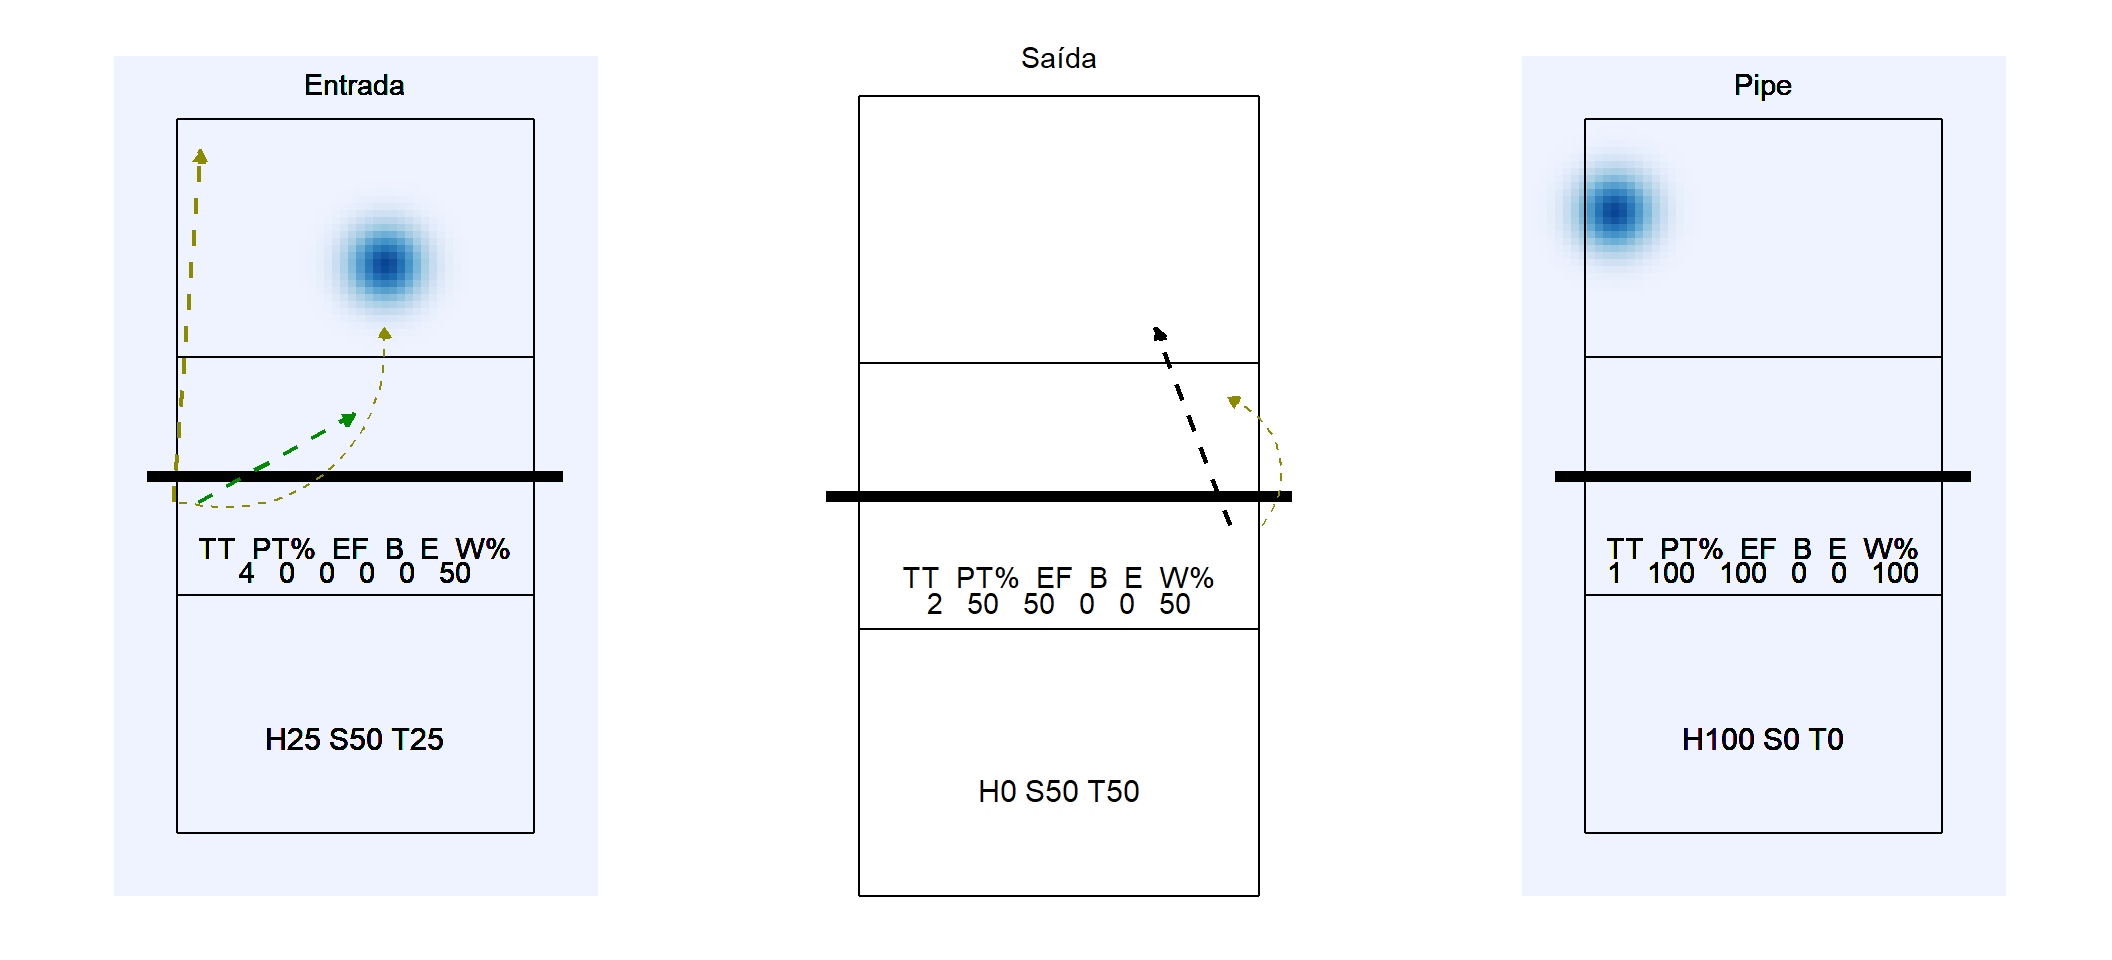 Entrada
TT PT% EF B E W%
4 0 0 0 0 50
H25 S50 T25
Saída
TT PT% EF B E W%
2 50 50 0 0 50
H0 S50 T50
Pipe
TT PT% EF B E W%
1 100 100 0 0 100
H100 S0 T0